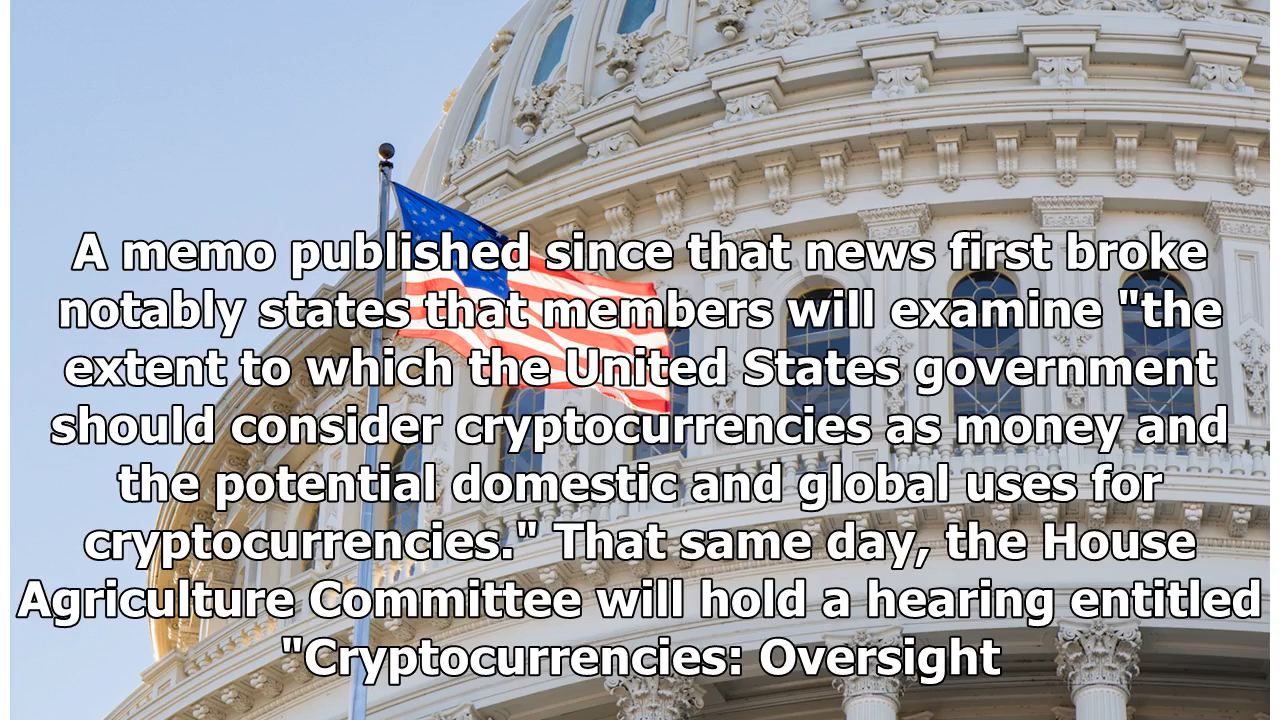 A memo published since that news first broke
notably states that members will examine "the
extent to which the United States government
should consider cryptocurrencies as money and
the potential domestic and global uses for
cryptocurrencies." That same day, the House
Agriculture Committee will hold a hearing entitled
"Cryptocurrencies: Oversight